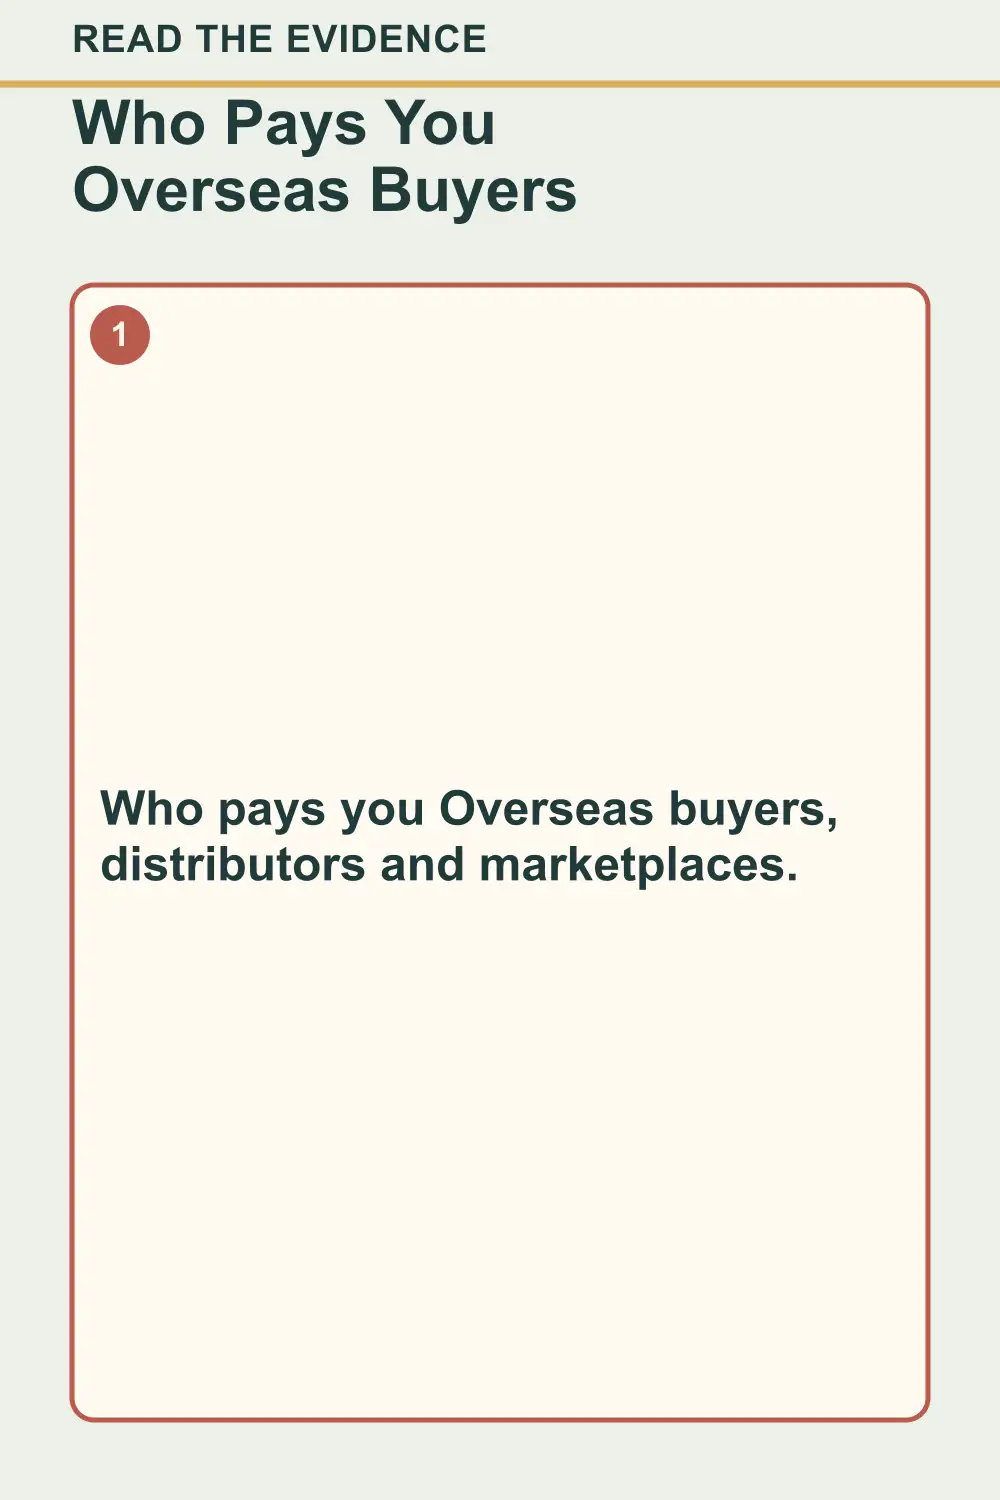 READ THE EVIDENCE
Who Pays You
Overseas Buyers
1
Who pays you Overseas buyers,
distributors and marketplaces.